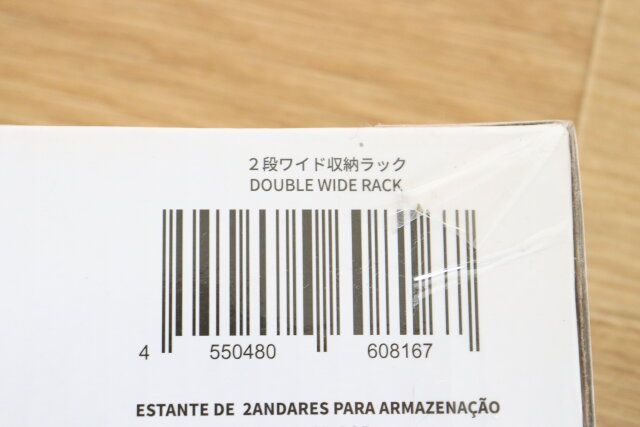 ２段ワイド収納ラック
DOUBLE WIDE RACK
4 550480 608167
ESTANTE DE 2ANDARES PARA ARMAZENAÇÃO